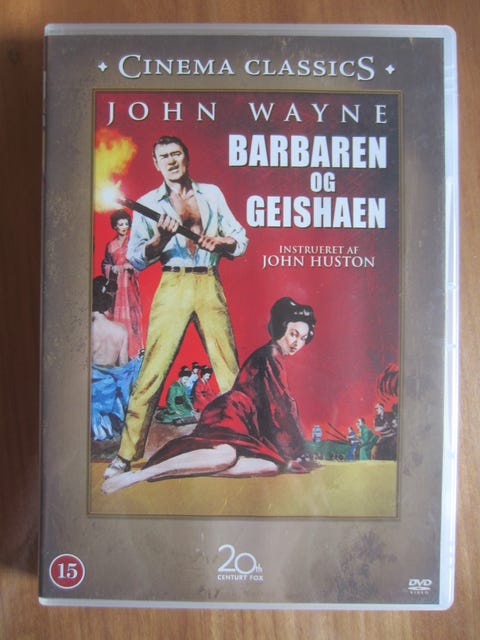 CINEMA CLASSICS
JOHN WAYNE
BARBAREN
OG
GEISHAEN
INSTRUERET AF
JOHN HUSTON
15
20th
CENTURY FOX
DVD
VIDEO